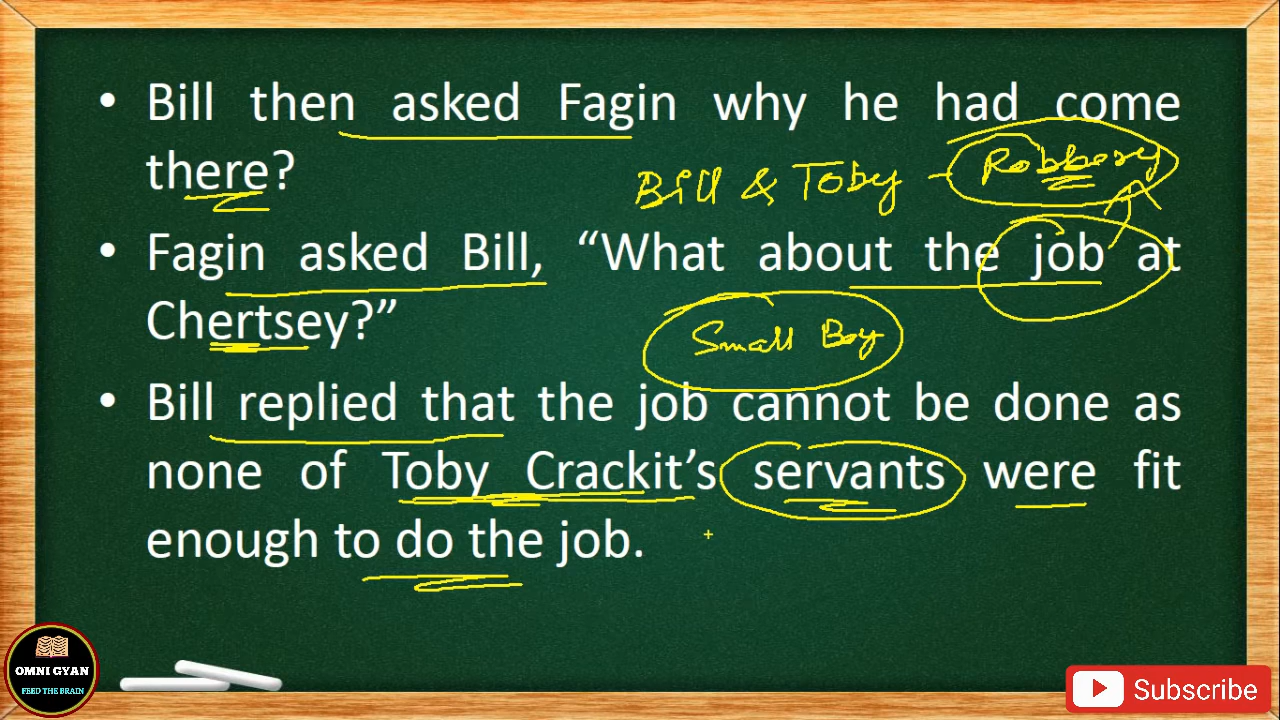 • Bill then asked Fagin why he had come
there?
Bill & Toby - Robbery
• Fagin asked Bill, “What about the job at
Chertsey?”
Small Boy
• Bill replied that the job cannot be done as
none of Toby Crackit’s servants were fit
enough to do the job.
OMNI GYAN
FEED THE BRAIN
Subscribe